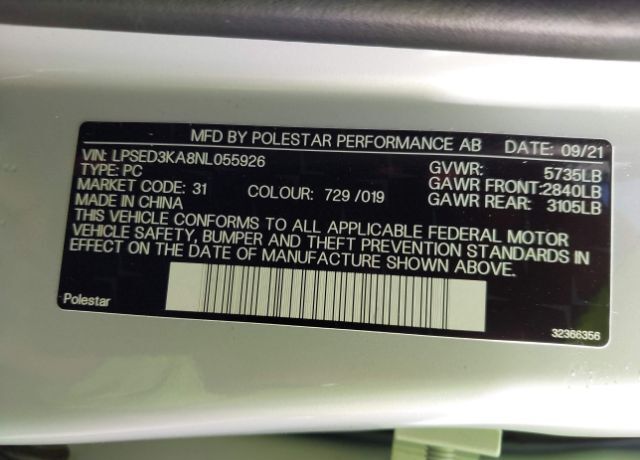 MFD BY POLESTAR PERFORMANCE AB DATE: 09/21
VIN: LPSED3KA8NL055926 GVWR: 5735LB
TYPE: PC GAWR FRONT:2840LB
MARKET CODE: 31 COLOUR: 729 /019 GAWR REAR: 3105LB
MADE IN CHINA
THIS VEHICLE CONFORMS TO ALL APPLICABLE FEDERAL MOTOR
VEHICLE SAFETY, BUMPER AND THEFT PREVENTION STANDARDS IN
EFFECT ON THE DATE OF MANUFACTURE SHOWN ABOVE.
Polestar 32366356